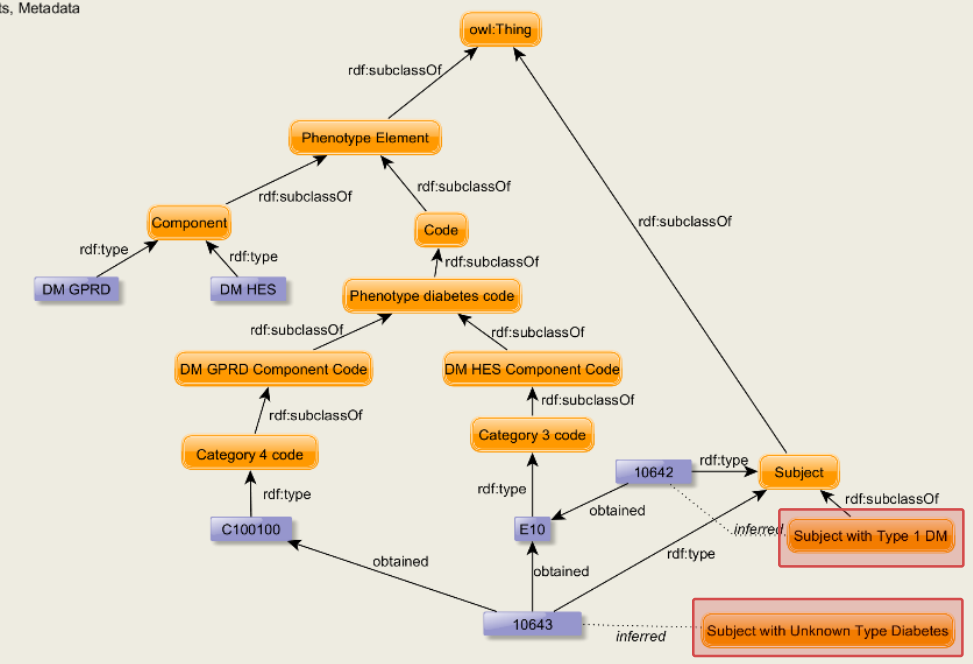 ts, Metadata
owl:Thing
rdf:subclassOf
Phenotype Element
rdf:subclassOf
rdf:subclassOf
Component
Code
rdf:subclassOf
rdf:type
rdf:type
rdf:subclassOf
DM GPRD
DM HES
Phenotype diabetes code
rdf:subclassOf
rdf:subclassOf
DM GPRD Component Code
DM HES Component Code
rdf:subclassOf
rdf:subclassOf
Category 4 code
Category 3 code
10642
rdf:type
Subject
rdf:type
rdf:type
rdf:subclassOf
obtained
C100100
E10
inferred
Subject with Type 1 DM
rdf:type
obtained
obtained
10643
inferred
Subject with Unknown Type Diabetes